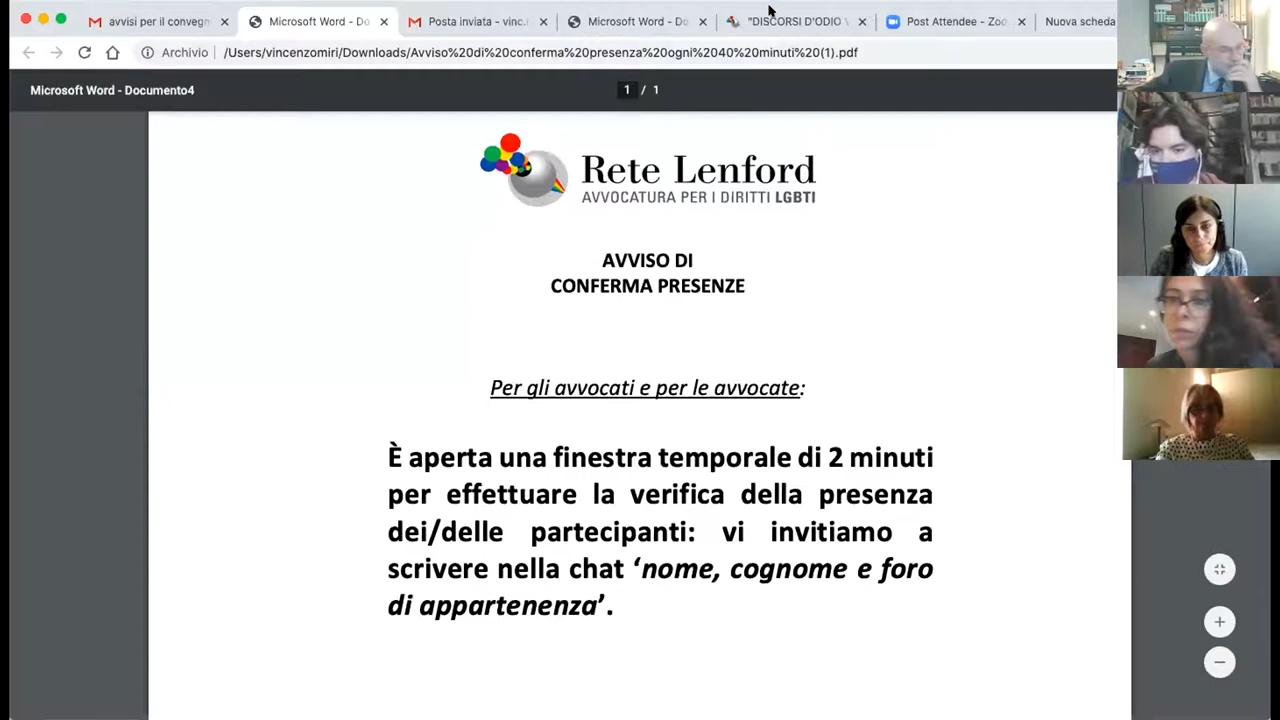 avvisi per il convegn
Microsoft Word - Do
Posta inviata - vinc.
Microsoft Word - Do
"DISCORSI D'ODIO V
Post Attendee - Zoo
Nuova scheda
Archivio
/Users/vincenzomiri/Downloads/Avviso%20di%20conferma%20presenza%20ogni%2040%20minuti%20(1).pdf
Microsoft Word - Documento4
1 / 1
Rete Lenford
AVVOCATURA PER I DIRITTI LGBTI
AVVISO DI
CONFERMA PRESENZE
Per gli avvocati e per le avvocate:
È aperta una finestra temporale di 2 minuti
per effettuare la verifica della presenza
dei/delle partecipanti: vi invitiamo a
scrivere nella chat ‘nome, cognome e foro
di appartenenza’.